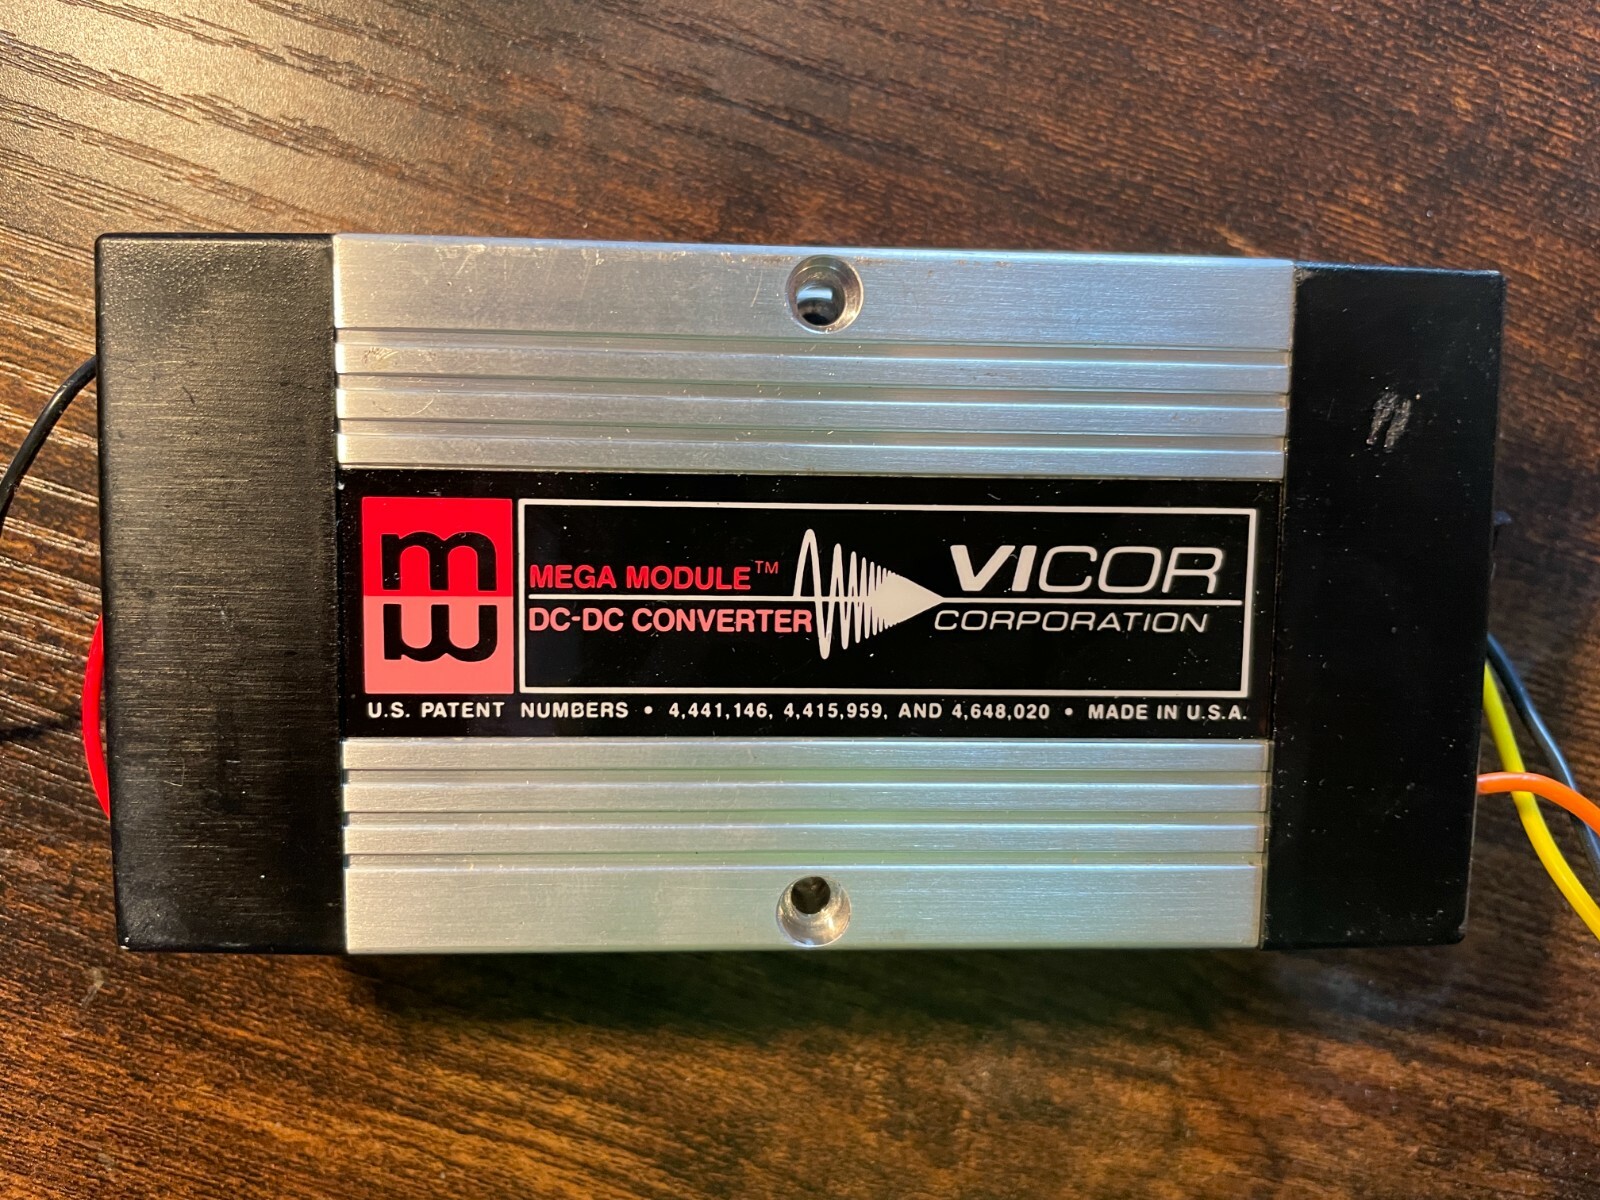 mm
MEGA MODULE™
DC-DC CONVERTER
VICOR
CORPORATION
U.S. PATENT NUMBERS • 4,441,146, 4,415,959, AND 4,648,020 • MADE IN U.S.A.